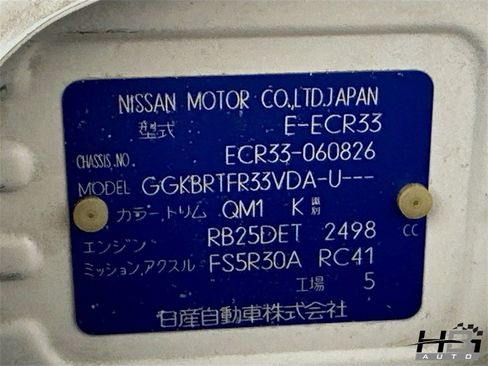 NISSAN MOTOR CO.,LTD.JAPAN
型式 E-ECR33
CHASSIS.NO. ECR33-060826
MODEL GGKBRTFR33VDA-U---
カラー,トリム QM1 K 識別
エンジン RB25DET 2498 CC
ミッション,アクスル FS5R30A RC41
工場 5
日産自動車株式会社
HEI
AUTO